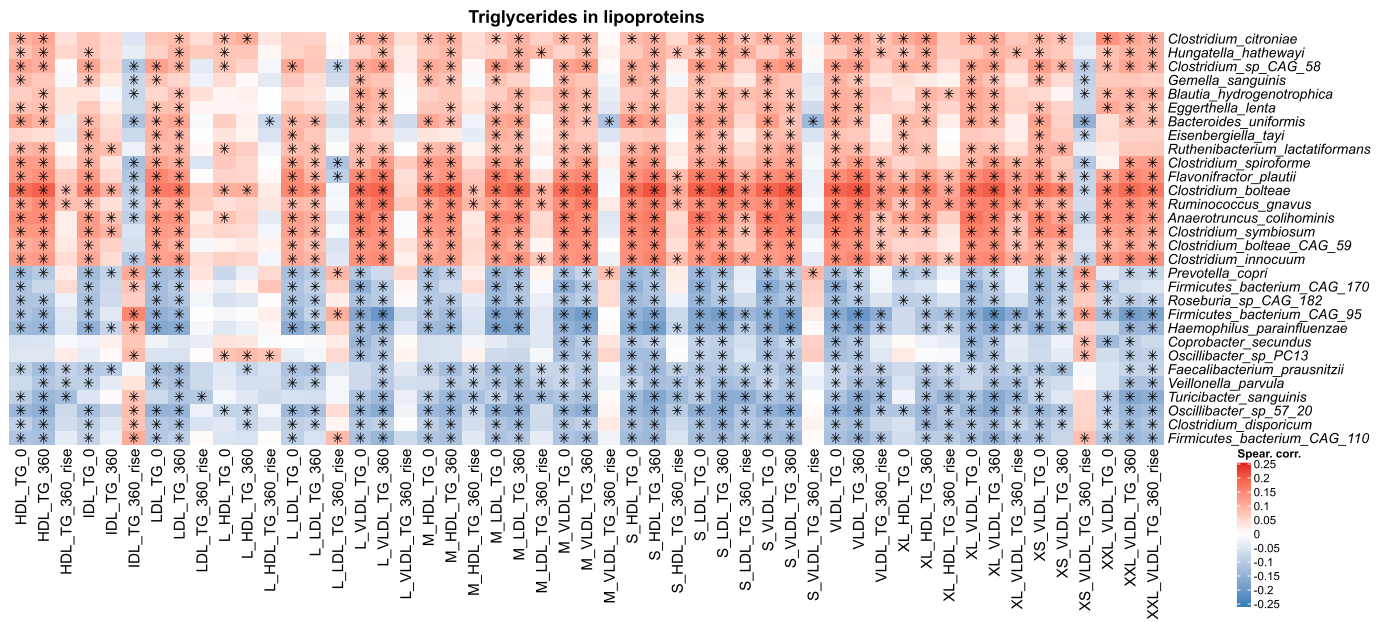 Triglycerides in lipoproteins
Clostridium_citroniae
Hungatella_hathewayi
Clostridium_sp_CAG_58
Gemella_sanguinis
Blautia_hydrogenotrophica
Eggerthella_lenta
Bacteroides_uniformis
Eisenbergiella_tayi
Ruthenibacterium_lactatiformans
Clostridium_spiroforme
Flavonifractor_plautii
Clostridium_bolteae
Ruminococcus_gnavus
Anaerotruncus_colihominis
Clostridium_symbiosum
Clostridium_bolteae_CAG_59
Clostridium_innocuum
Prevotella_copri
Firmicutes_bacterium_CAG_170
Roseburia_sp_CAG_182
Firmicutes_bacterium_CAG_95
Haemophilus_parainfluenzae
Coprobacter_secundus
Oscillibacter_sp_PC13
Faecalibacterium_prausnitzii
Veillonella_parvula
Turicibacter_sanguinis
Oscillibacter_sp_57_20
Clostridium_disporicum
Firmicutes_bacterium_CAG_110
HDL_TG_0
HDL_TG_360
HDL_TG_360_rise
IDL_TG_0
IDL_TG_360
IDL_TG_360_rise
LDL_TG_0
LDL_TG_360
LDL_TG_360_rise
L_HDL_TG_0
L_HDL_TG_360
L_HDL_TG_360_rise
L_LDL_TG_0
L_LDL_TG_360
L_LDL_TG_360_rise
L_VLDL_TG_0
L_VLDL_TG_360
L_VLDL_TG_360_rise
M_HDL_TG_0
M_HDL_TG_360
M_HDL_TG_360_rise
M_LDL_TG_0
M_LDL_TG_360
M_LDL_TG_360_rise
M_VLDL_TG_0
M_VLDL_TG_360
M_VLDL_TG_360_rise
S_HDL_TG_0
S_HDL_TG_360
S_HDL_TG_360_rise
S_LDL_TG_0
S_LDL_TG_360
S_LDL_TG_360_rise
S_VLDL_TG_0
S_VLDL_TG_360
S_VLDL_TG_360_rise
VLDL_TG_0
VLDL_TG_360
VLDL_TG_360_rise
XL_HDL_TG_0
XL_HDL_TG_360
XL_HDL_TG_360_rise
XL_VLDL_TG_0
XL_VLDL_TG_360
XL_VLDL_TG_360_rise
XS_VLDL_TG_0
XS_VLDL_TG_360
XS_VLDL_TG_360_rise
XXL_VLDL_TG_0
XXL_VLDL_TG_360
XXL_VLDL_TG_360_rise
Spear. corr.
0.25
0.2
0.15
0.1
0.05
0
-0.05
-0.1
-0.15
-0.2
-0.25